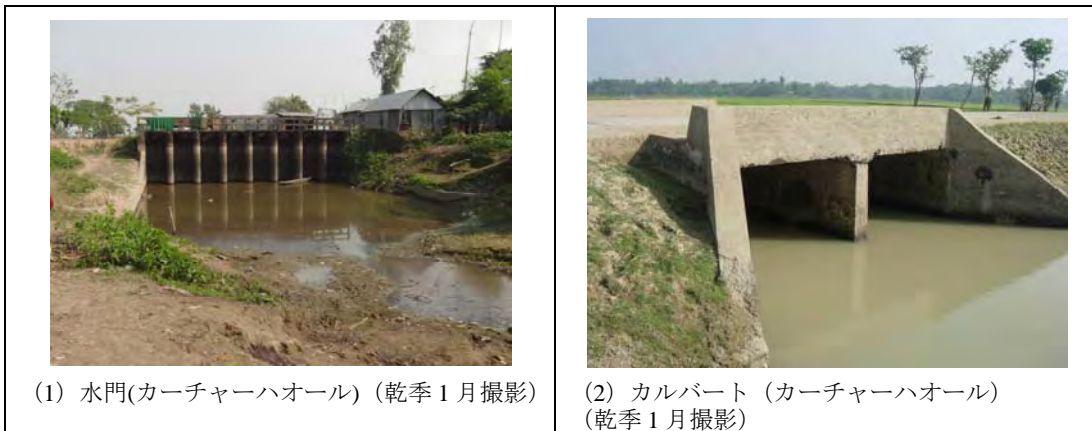 (1) 水門(カーチャーハオール)（乾季 1 月撮影）
(2) カルバート（カーチャーハオール）
（乾季 1 月撮影）